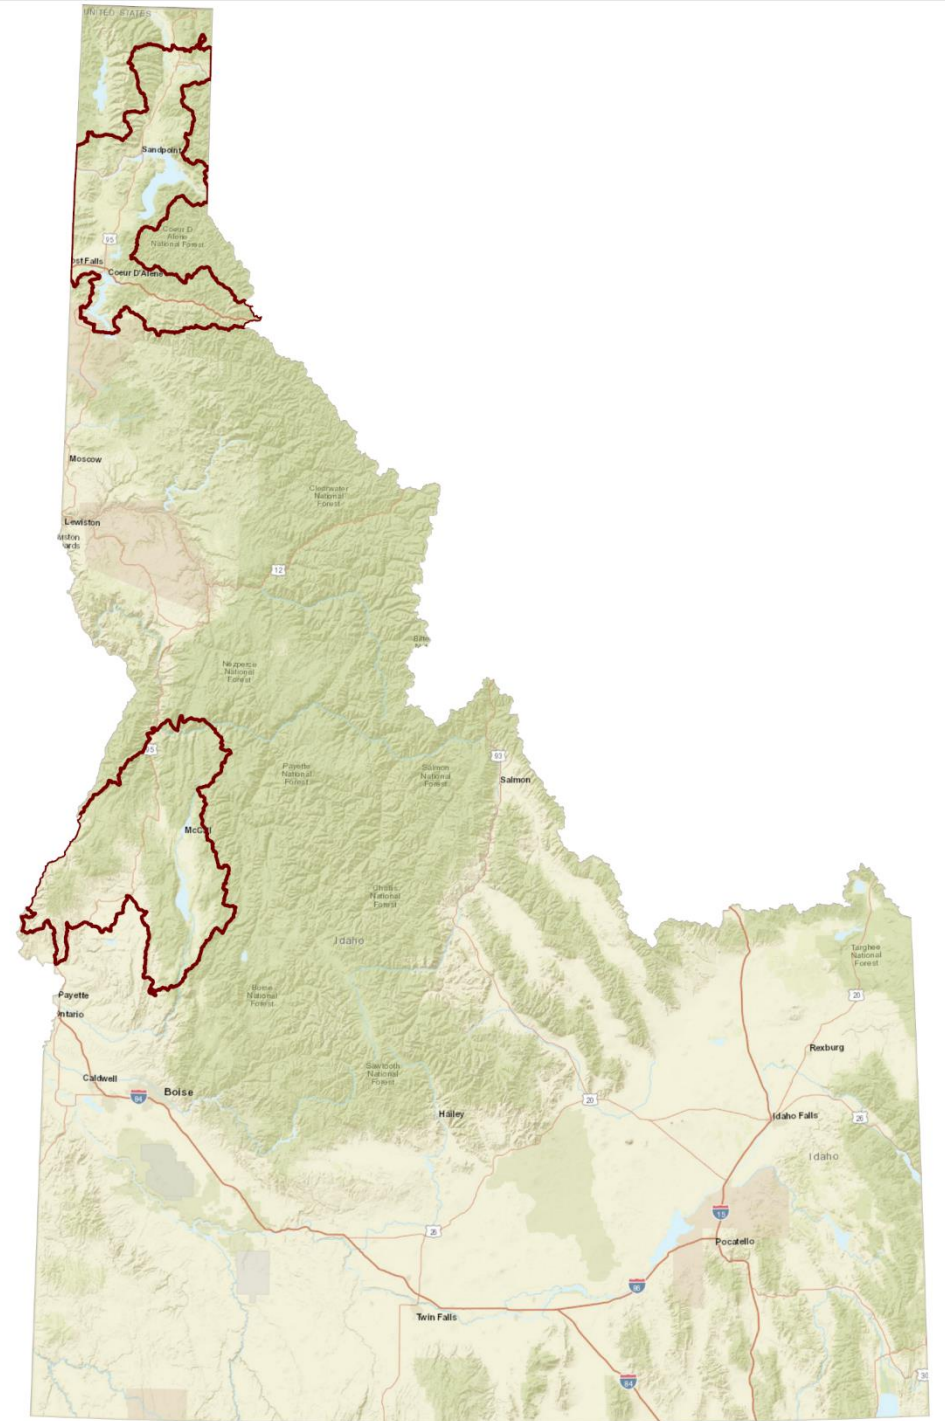 UNITED STATES
Sandpoint
Coeur D
Alene
National Forest
95
ost Falls
Coeur D'Alene
Moscow
Clearwater
National
Forest
Lewiston
12
Nezperce
National
Forest
95
93
Payette
National
Forest
Salmon
National
Forest
Salmon
McCall
Challis
National
Forest
Idaho
Targhee
National
Forest
Boise
National
Forest
Payette
Ontario
20
Rexburg
Sawtooth
National
Forest
Caldwell
84
Boise
20
Hailey
Idaho Falls
26
Idaho
15
26
Pocatello
86
Twin Falls
84
30